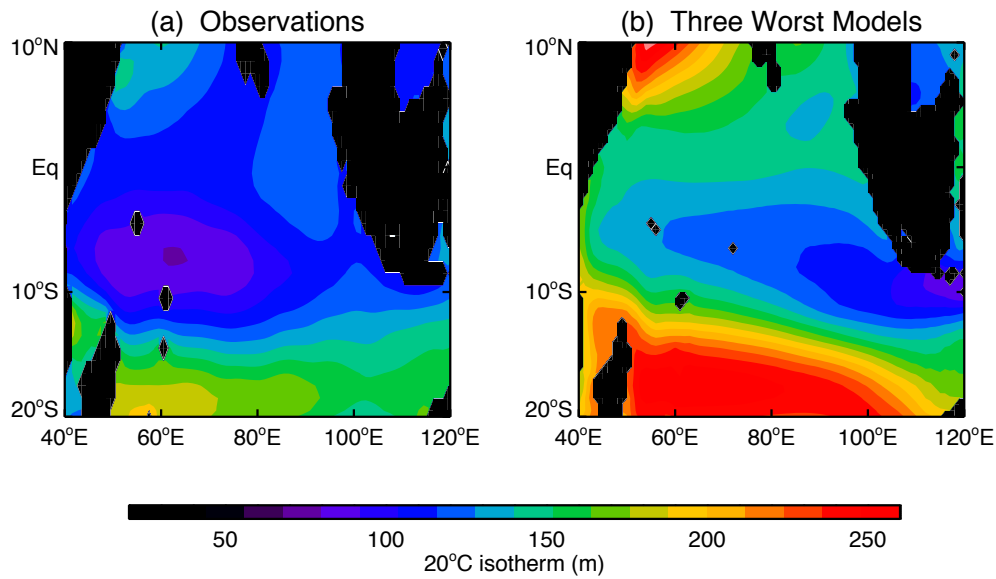 (a) Observations
(b) Three Worst Models
10°N
Eq
10°S
20°S
40°E 60°E 80°E 100°E 120°E
10°N
Eq
10°S
20°S
40°E 60°E 80°E 100°E 120°E
50 100 150 200 250
20°C isotherm (m)